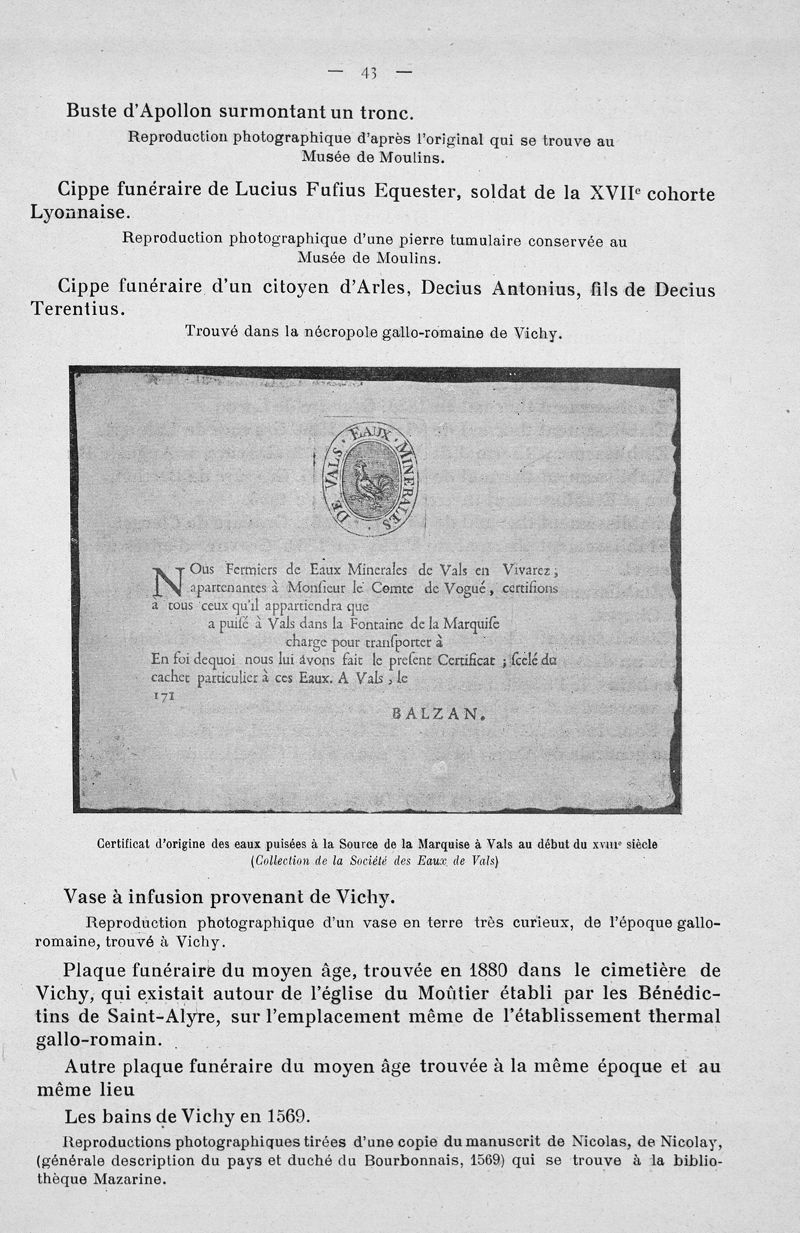 — 43 —
Buste d'Apollon surmontant un tronc.
Reproduction photographique d'après l'original qui se trouve au
Musée de Moulins.
Cippe funéraire de Lucius Fufius Equester, soldat de la XVIIe cohorte
Lyonnaise.
Reproduction photographique d'une pierre tumulaire conservée au
Musée de Moulins.
Cippe funéraire d'un citoyen d'Arles, Decius Antonius, fils de Decius
Terentius.
Trouvé dans la nécropole gallo-romaine de Vichy.
DE VALS · EAUX · MINERALES
NOus Fermiers de Eaux Minerales de Vals en Vivarez ;
apartenantes à Monſieur le Comte de Vogué, certifions
à tous ceux qu'il appartiendra que
a puiſé à Vals dans la Fontaine de la Marquiſe
charge pour tranſporter à
En foi dequoi nous lui avons fait le preſent Certificat ; ſcélé du
cachet particulier à ces Eaux. A Vals, le
171
BALZAN.
Certificat d'origine des eaux puisées à la Source de la Marquise à Vals au début du XVIIIe siècle
(Collection de la Société des Eaux de Vals)
Vase à infusion provenant de Vichy.
Reproduction photographique d'un vase en terre très curieux, de l'époque gallo-
romaine, trouvé à Vichy.
Plaque funéraire du moyen âge, trouvée en 1880 dans le cimetière de
Vichy, qui existait autour de l'église du Moûtier établi par les Bénédic-
tins de Saint-Alyre, sur l'emplacement même de l'établissement thermal
gallo-romain.
Autre plaque funéraire du moyen âge trouvée à la même époque et au
même lieu
Les bains de Vichy en 1569.
Reproductions photographiques tirées d'une copie du manuscrit de Nicolas, de Nicolay,
(générale description du pays et duché du Bourbonnais, 1569) qui se trouve à la biblio-
thèque Mazarine.